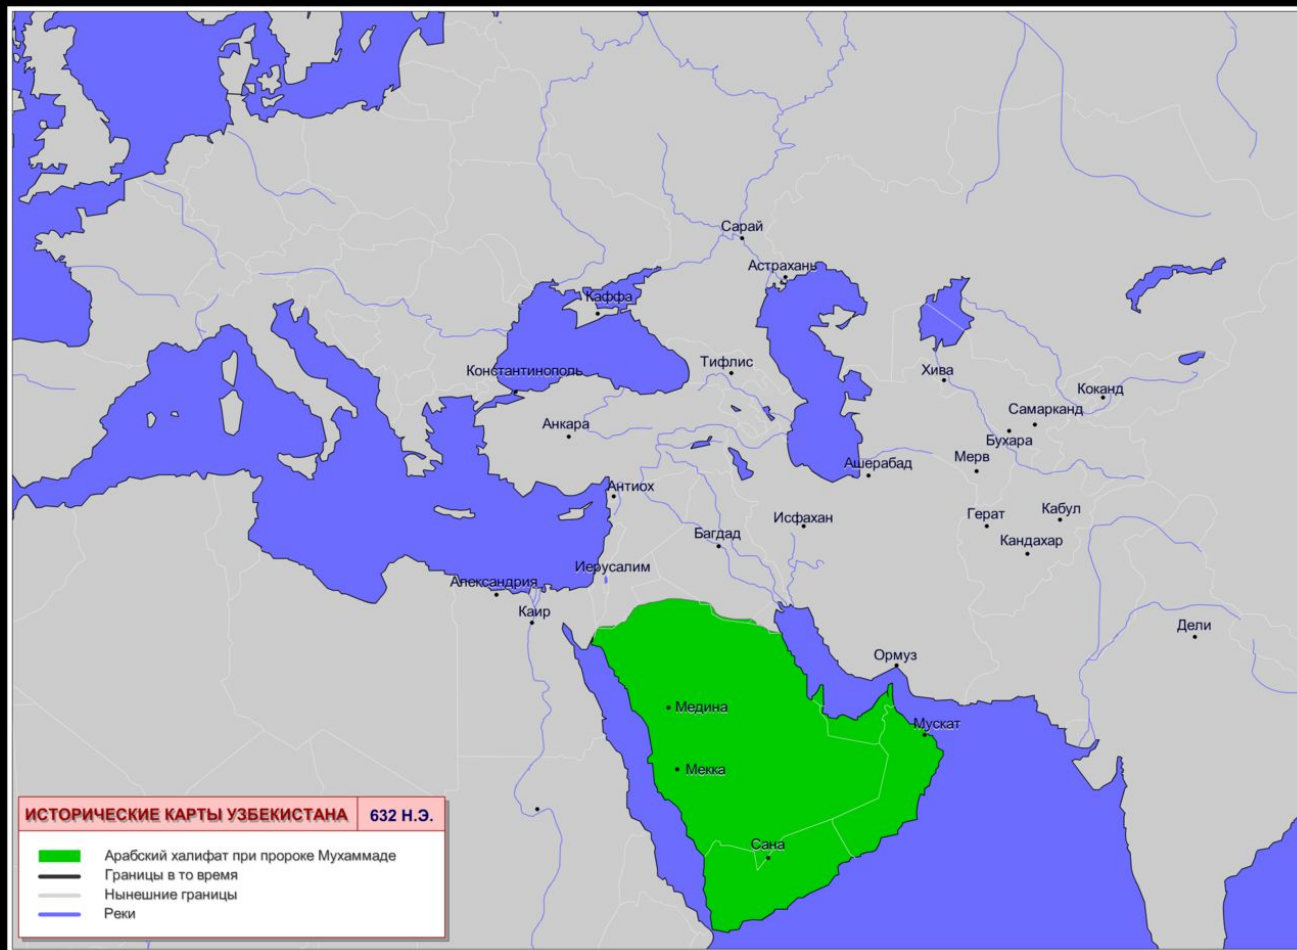 Сарай
Астрахань
Каффа
Тифлис
Константинополь
Хива
Коканд
Самарканд
Анкара
Бухара
Мерв
Ашерабад
Антиох
Исфахан
Герат
Кабул
Багдад
Кандахар
Иерусалим
Александрия
Каир
Дели
Ормуз
Медина
Мускат
Мекка
Сана
ИСТОРИЧЕСКИЕ КАРТЫ УЗБЕКИСТАНА 632 Н.Э.
Арабский халифат при пророке Мухаммаде
Границы в то время
Нынешние границы
Реки